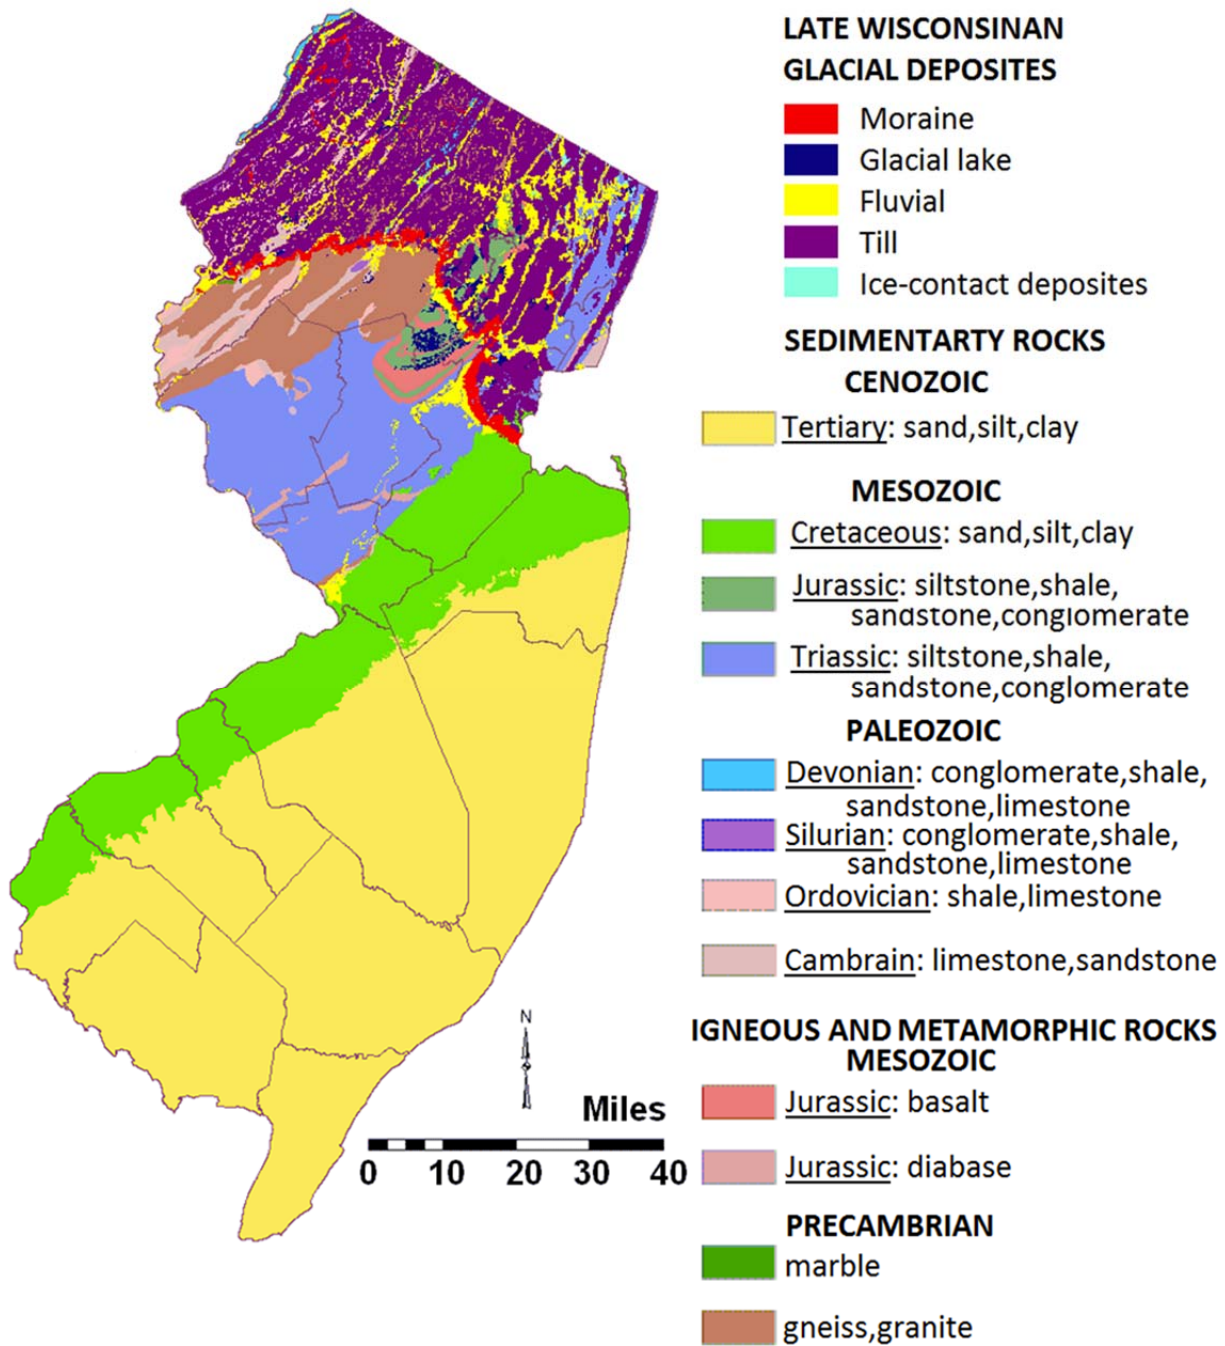 LATE WISCONSINAN
GLACIAL DEPOSITES
Moraine
Glacial lake
Fluvial
Till
Ice-contact deposites
SEDIMENTARTY ROCKS
CENOZOIC
Tertiary: sand,silt,clay
MESOZOIC
Cretaceous: sand,silt,clay
Jurassic: siltstone,shale,
sandstone,conglomerate
Triassic: siltstone,shale,
sandstone,conglomerate
PALEOZOIC
Devonian: conglomerate,shale,
sandstone,limestone
Silurian: conglomerate,shale,
sandstone,limestone
Ordovician: shale,limestone
Cambrain: limestone,sandstone
IGNEOUS AND METAMORPHIC ROCKS
MESOZOIC
Jurassic: basalt
Jurassic: diabase
PRECAMBRIAN
marble
gneiss,granite
N
Miles
0 10 20 30 40